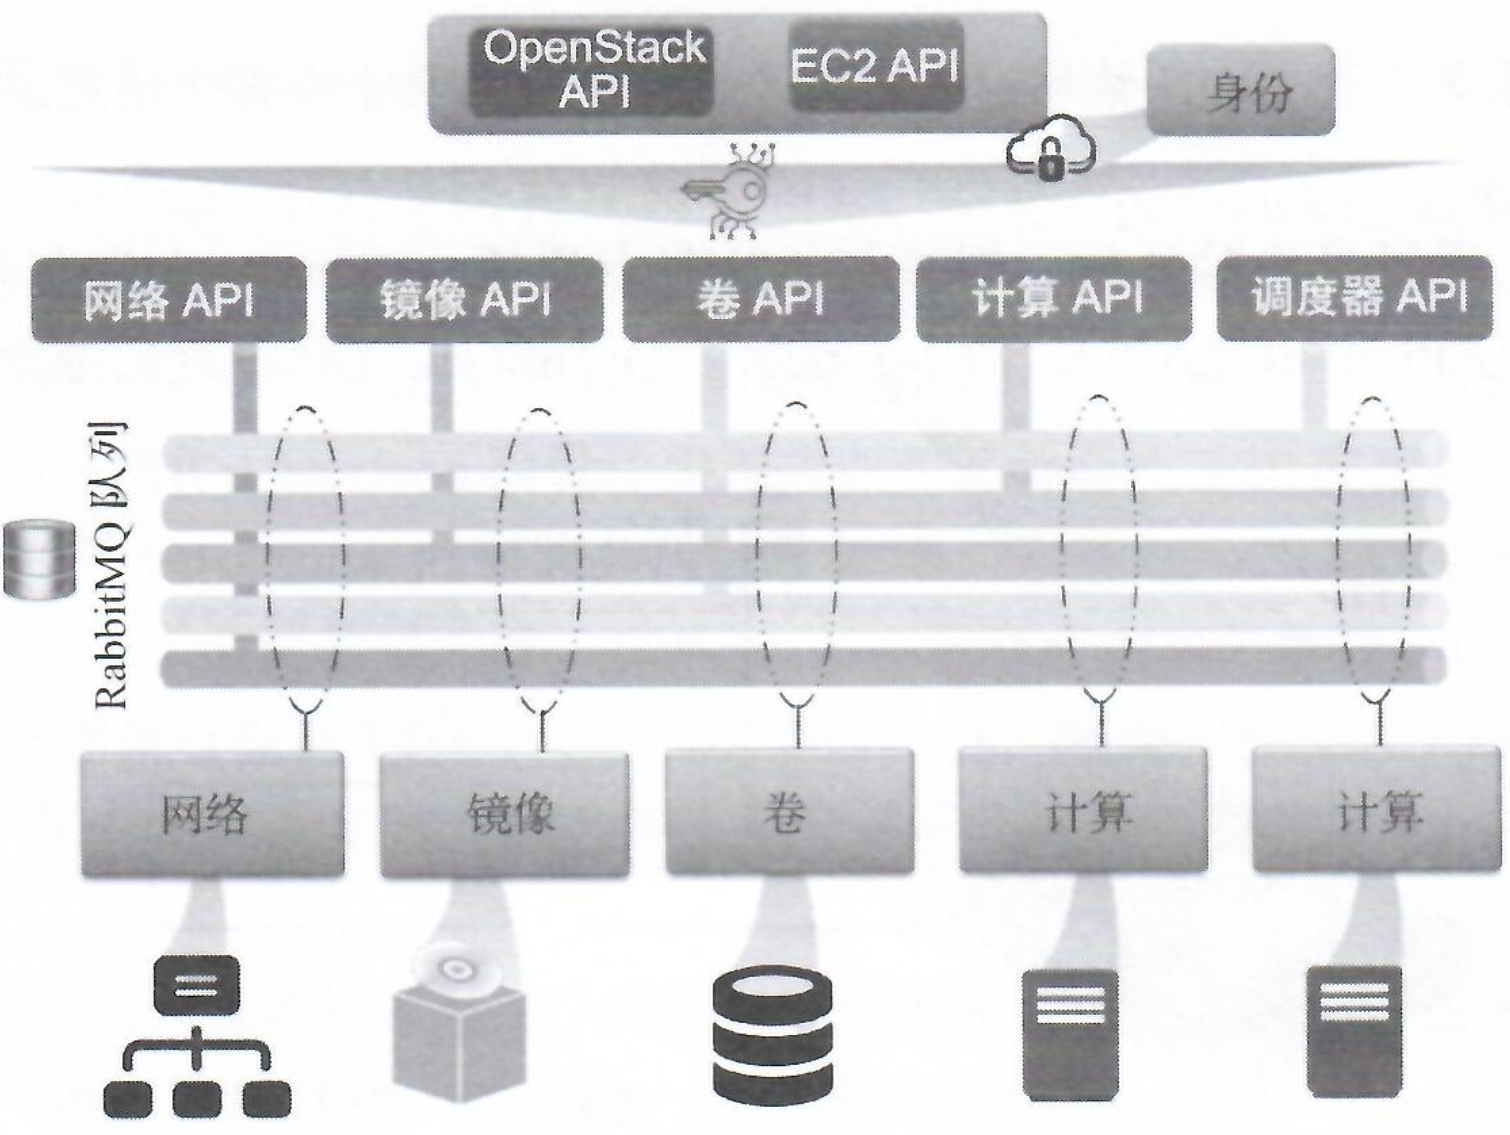 OpenStack
API
EC2 API
身份
网络 API
镜像 API
卷 API
计算 API
调度器 API
RabbitMQ 队列
网络
镜像
卷
计算
计算